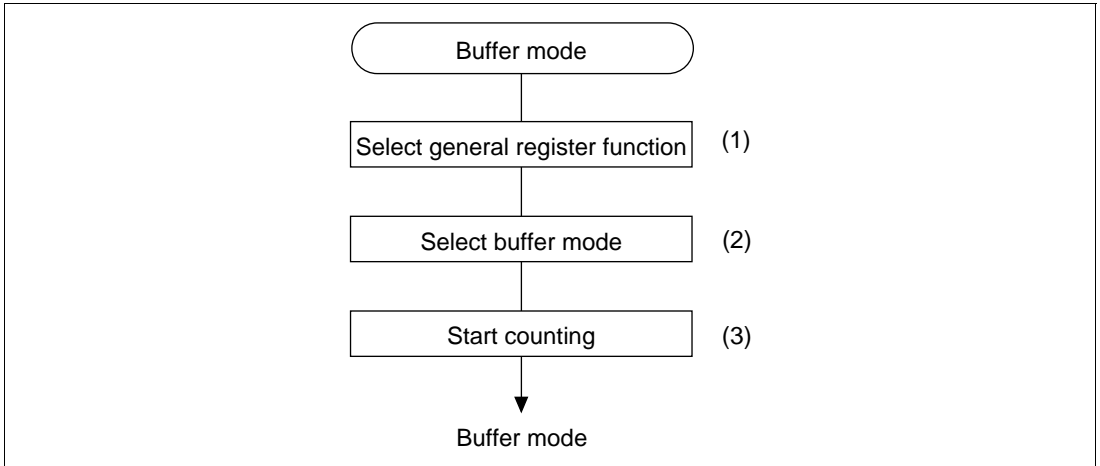 Buffer mode
Select general register function (1)
Select buffer mode (2)
Start counting (3)
Buffer mode